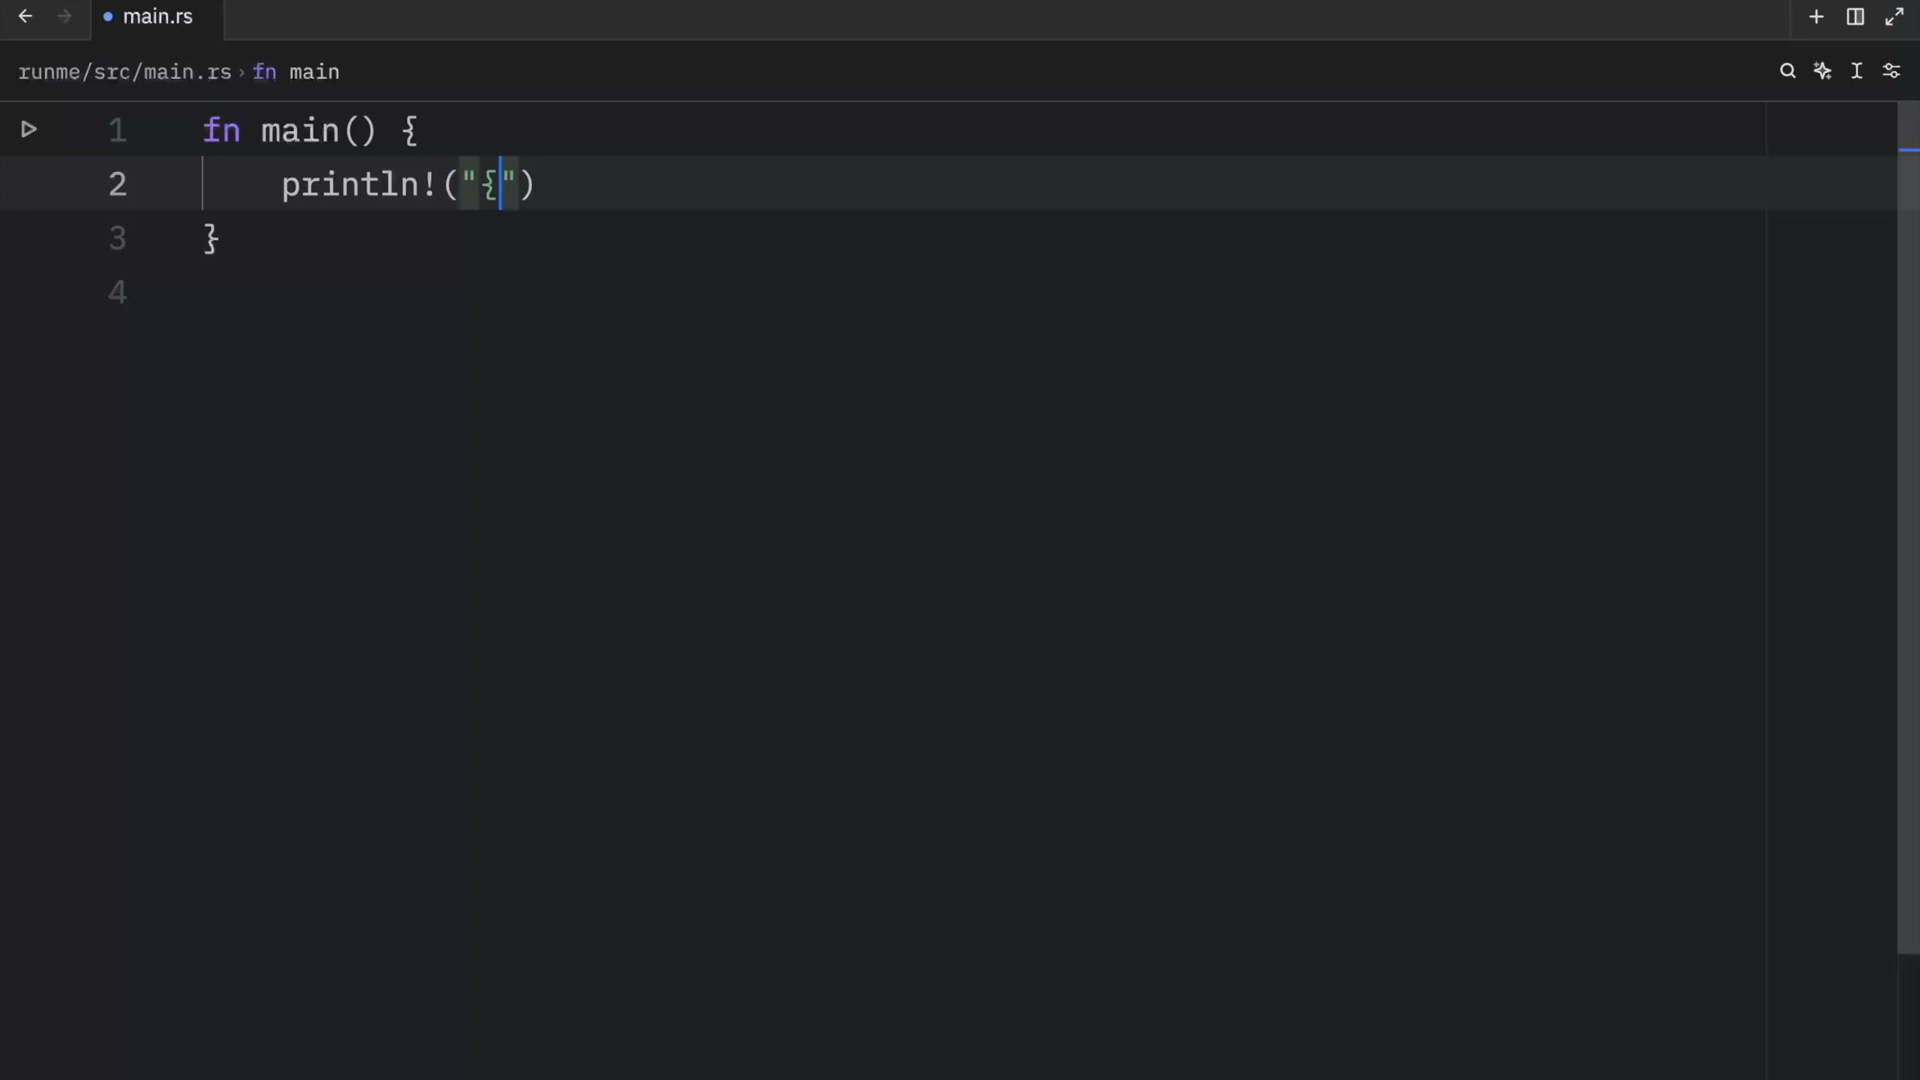 main.rs
runme/src/main.rs › fn main
1 fn main() {
2 println!("{")
3 }
4